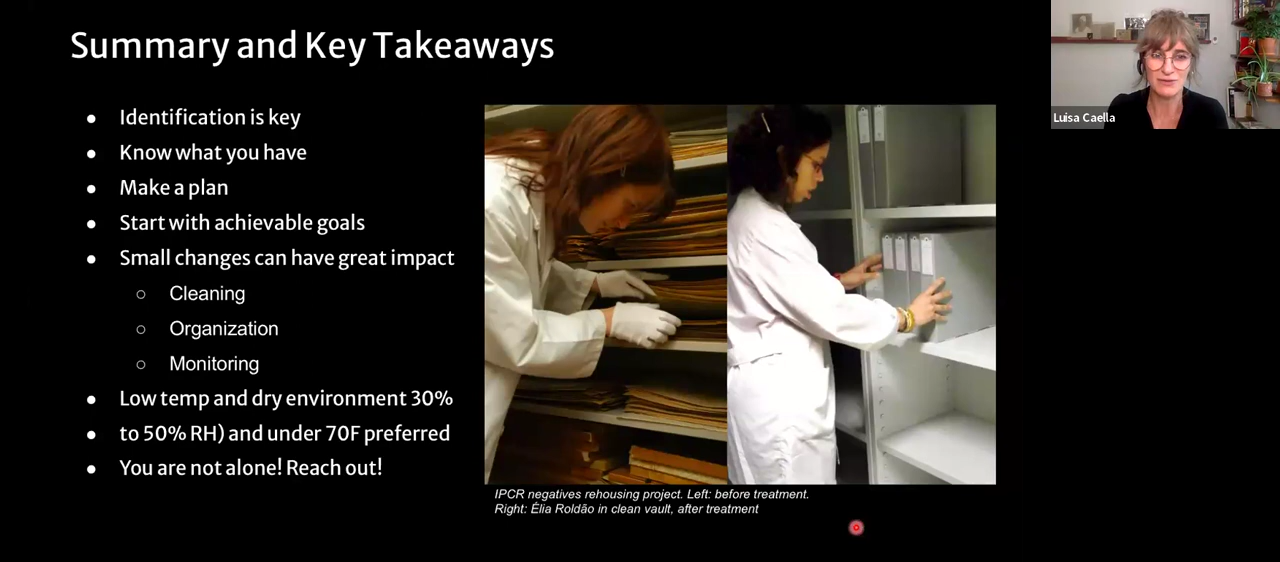 Summary and Key Takeaways
● Identification is key
● Know what you have
● Make a plan
● Start with achievable goals
● Small changes can have great impact
○ Cleaning
○ Organization
○ Monitoring
● Low temp and dry environment 30%
● to 50% RH) and under 70F preferred
● You are not alone! Reach out!
IPCR negatives rehousing project. Left: before treatment.
Right: Élia Roldão in clean vault, after treatment
Luisa Caella